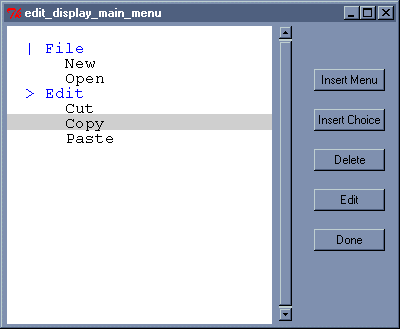 edit_display_main_menu
| File
New
Open
> Edit
Cut
Copy
Paste
Insert Menu
Insert Choice
Delete
Edit
Done